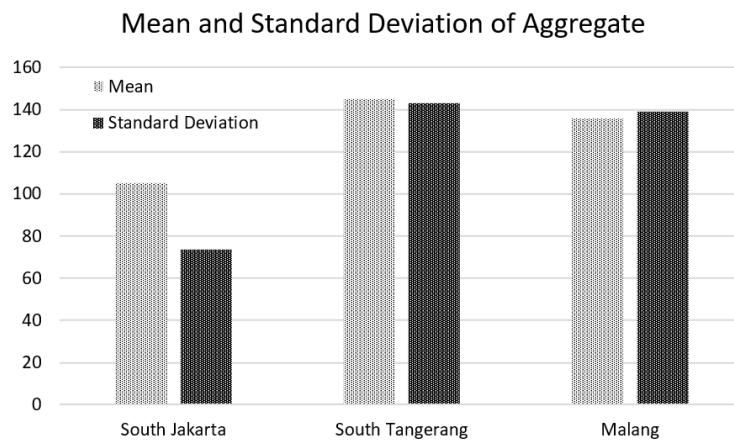 Mean and Standard Deviation of Aggregate
160
140
120
100
80
60
40
20
0
Mean
Standard Deviation
South Jakarta
South Tangerang
Malang